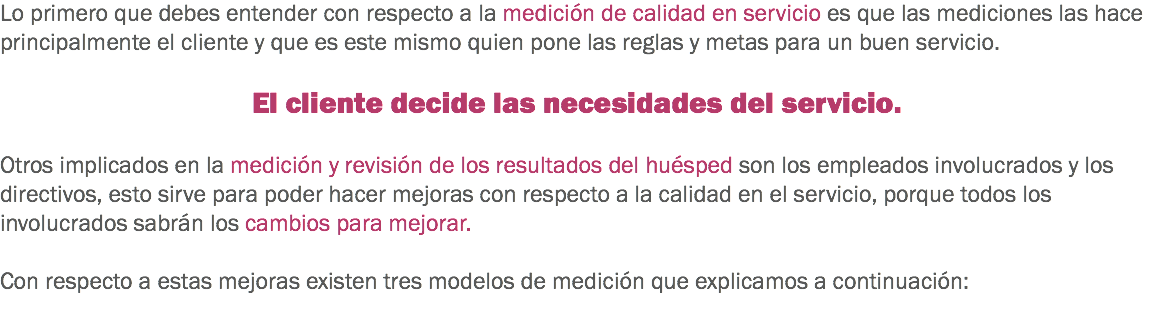 Lo primero que debes entender con respecto a la medición de calidad en servicio es que las mediciones las hace
principalmente el cliente y que es este mismo quien pone las reglas y metas para un buen servicio.
El cliente decide las necesidades del servicio.
Otros implicados en la medición y revisión de los resultados del huésped son los empleados involucrados y los
directivos, esto sirve para poder hacer mejoras con respecto a la calidad en el servicio, porque todos los
involucrados sabrán los cambios para mejorar.
Con respecto a estas mejoras existen tres modelos de medición que explicamos a continuación: